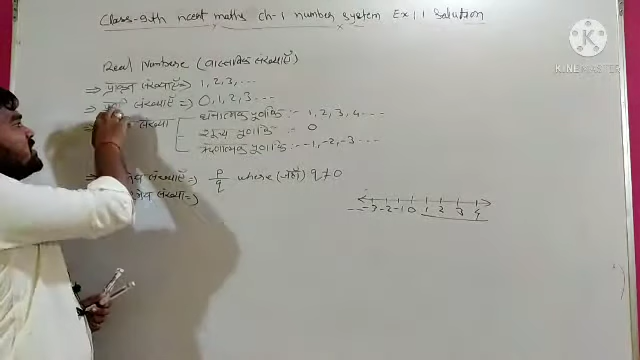 Class-9th ncert maths ch-1 number system Ex 1.1 Solution
Real Numbers (वास्तविक संख्याएँ)
⇒ प्राकृत संख्याएँ ⇒ 1, 2, 3, ...
⇒ पूर्ण संख्याएँ ⇒ 0, 1, 2, 3 ...
संख्या
धनात्मक पूर्णांक :- 1, 2, 3, 4 ...
शून्य पूर्णांक :- 0
ऋणात्मक पूर्णांक :- -1, -2, -3 ...
संख्याएँ ⇒ p/q where (जहाँ) q ≠ 0
संख्याएँ ⇒
-3 -2 -1 0 1 2 3 4
K
KINEMASTER